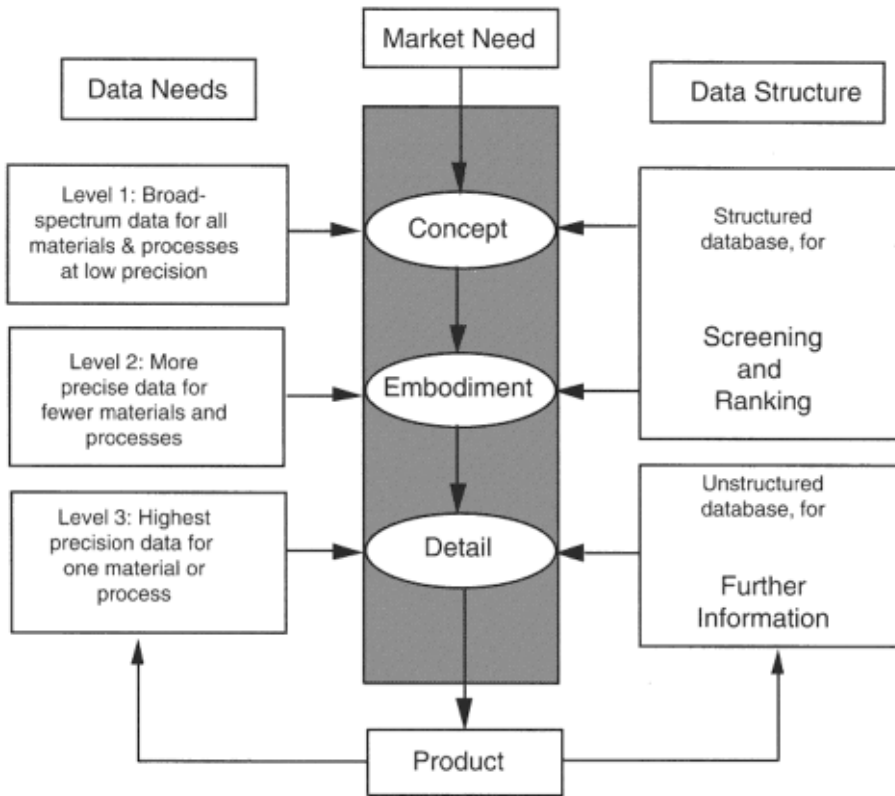 Market Need
Data Needs
Data Structure
Level 1: Broad-
spectrum data for all
materials & processes
at low precision
Concept
Structured
database, for
Screening
and
Ranking
Level 2: More
precise data for
fewer materials and
processes
Embodiment
Level 3: Highest
precision data for
one material or
process
Detail
Unstructured
database, for
Further
Information
Product